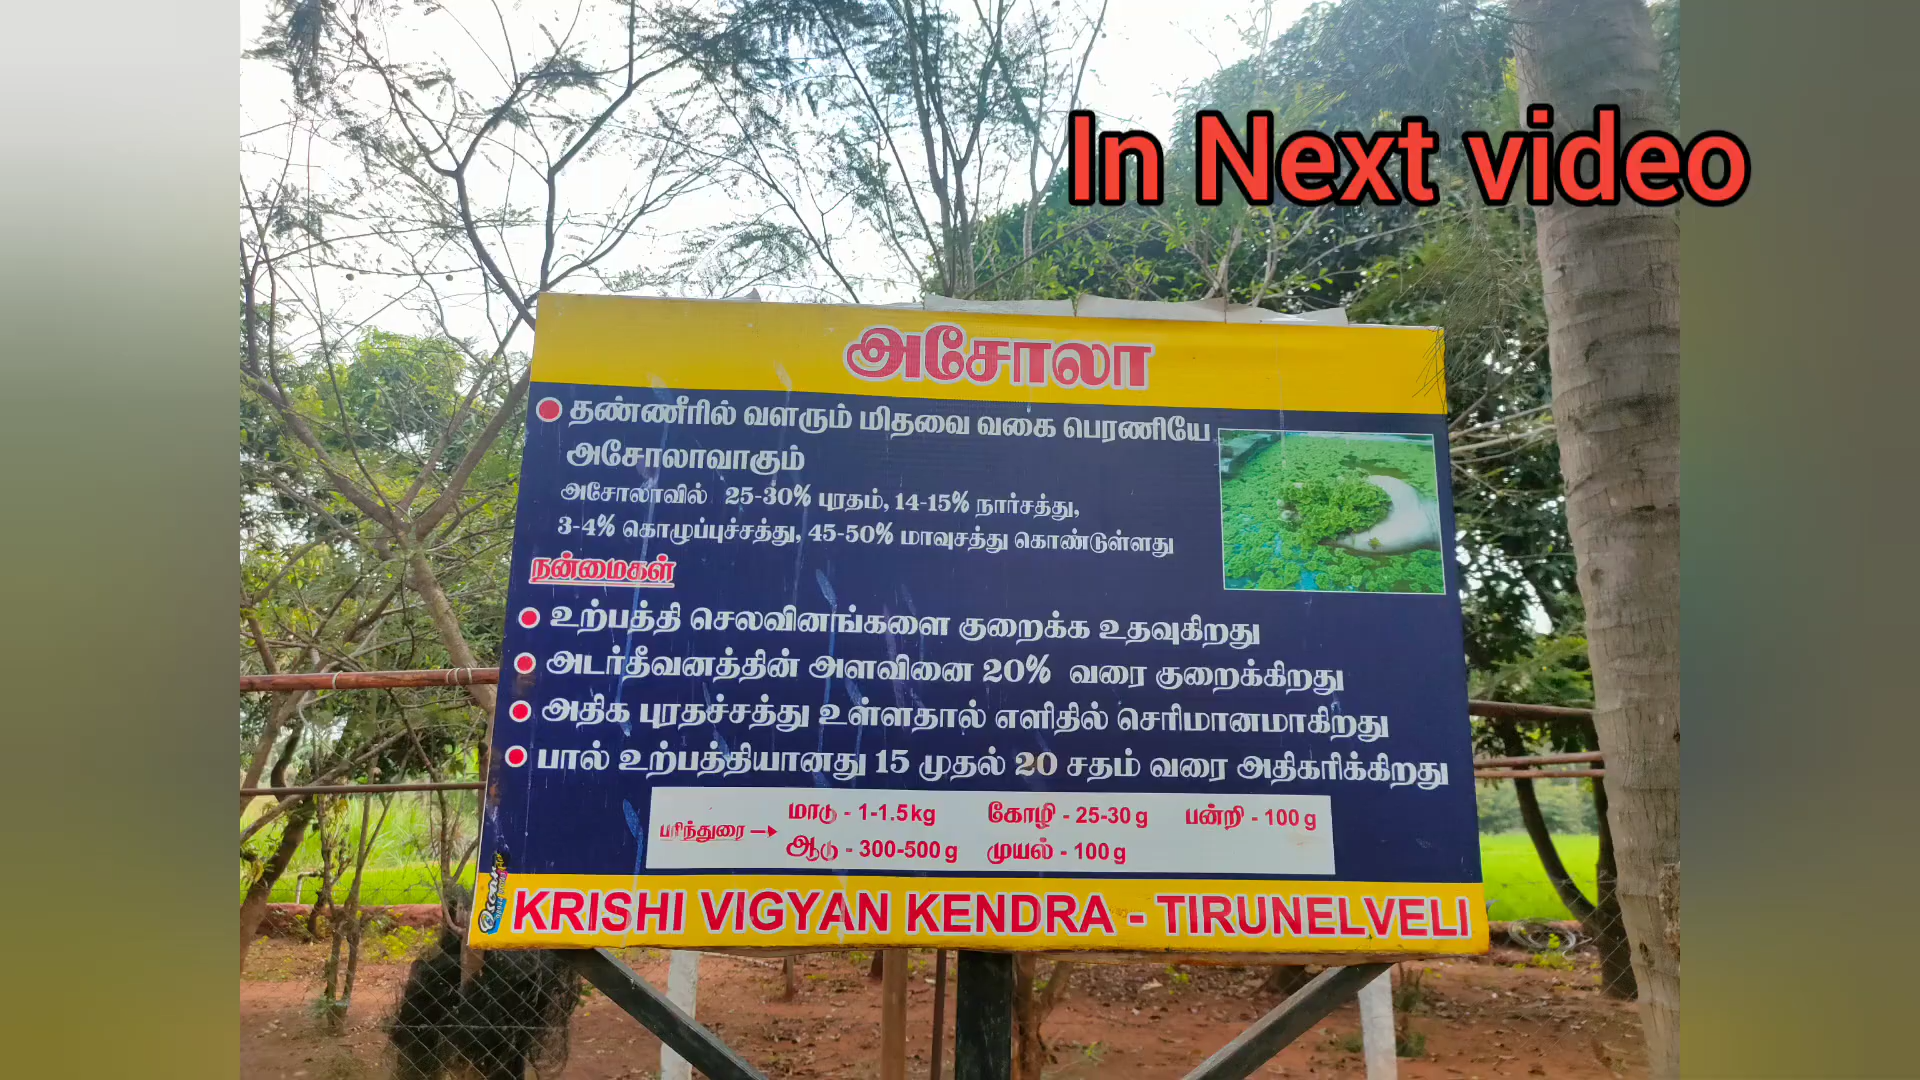 In Next video
அசோலா
தண்ணீரில் வளரும் மிதவை வகை பெரணியே
அசோலாவாகும்
அசோலாவில் 25-30% புரதம், 14-15% நார்சத்து,
3-4% கொழுப்புச்சத்து, 45-50% மாவுசத்து கொண்டுள்ளது
நன்மைகள்
உற்பத்தி செலவினங்களை குறைக்க உதவுகிறது
அடர்தீவனத்தின் அளவினை 20% வரை குறைக்கிறது
அதிக புரதச்சத்து உள்ளதால் எளிதில் செரிமானமாகிறது
பால் உற்பத்தியானது 15 முதல் 20 சதம் வரை அதிகரிக்கிறது
பரிந்துரை
மாடு - 1-1.5kg கோழி - 25-30 g பன்றி - 100 g
ஆடு - 300-500 g முயல் - 100 g
KRISHI VIGYAN KENDRA - TIRUNELVELI